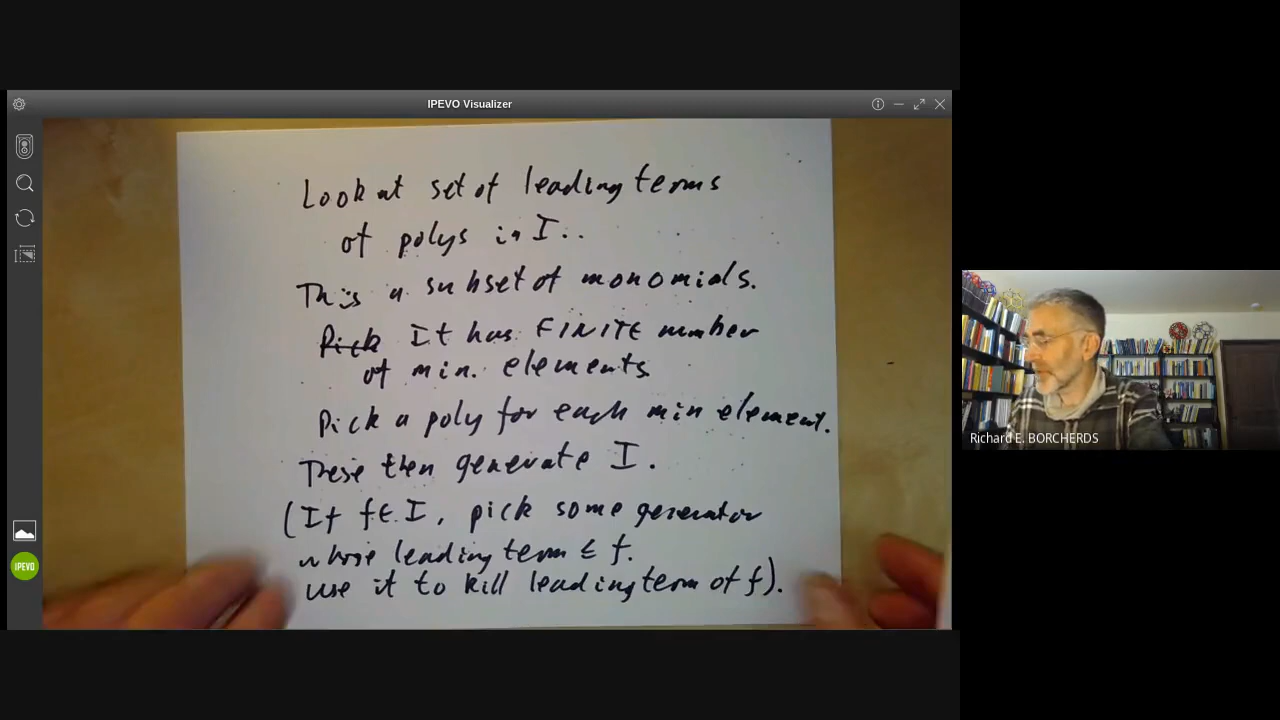 IPEVO Visualizer
Look at set of leading terms
of polys in I..
This is a subset of monomials.
Pick It has FINITE number
of min. elements
Pick a poly for each min element.
These then generate I.
(If f ∈ I, pick some generator
whose leading term ≤ f.
Use it to kill leading term of f).
Richard E. BORCHERDS
IPEVO